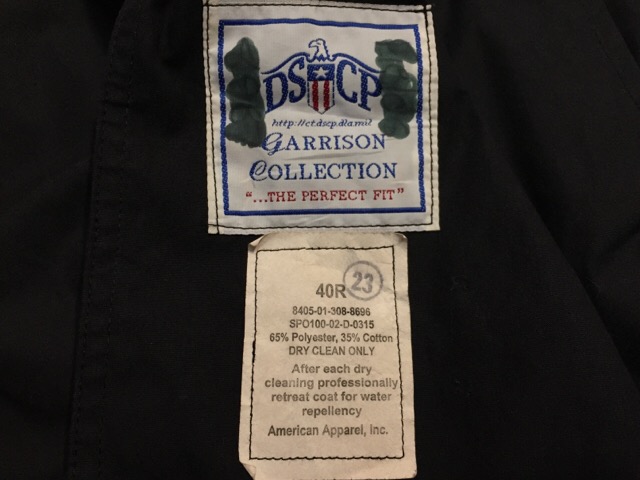 DSCP
http://ct.dscp.dla.mil
GARRISON
COLLECTION
"...THE PERFECT FIT"
40R 23
8405-01-308-8696
SPO100-02-D-0315
65% Polyester, 35% Cotton
DRY CLEAN ONLY
After each dry
cleaning professionally
retreat coat for water
repellency
American Apparel, Inc.